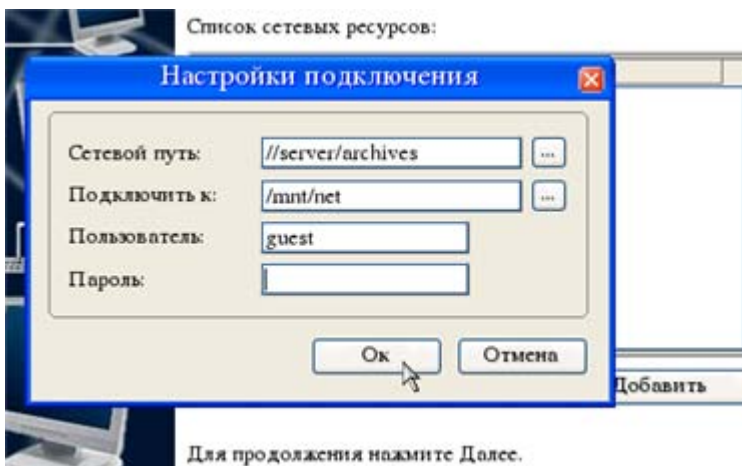 Список сетевых ресурсов:
Настройки подключения
Сетевой путь: //server/archives ...
Подключить к: /mnt/net ...
Пользователь: guest
Пароль:
Ок Отмена
Добавить
Для продолжения нажмите Далее.